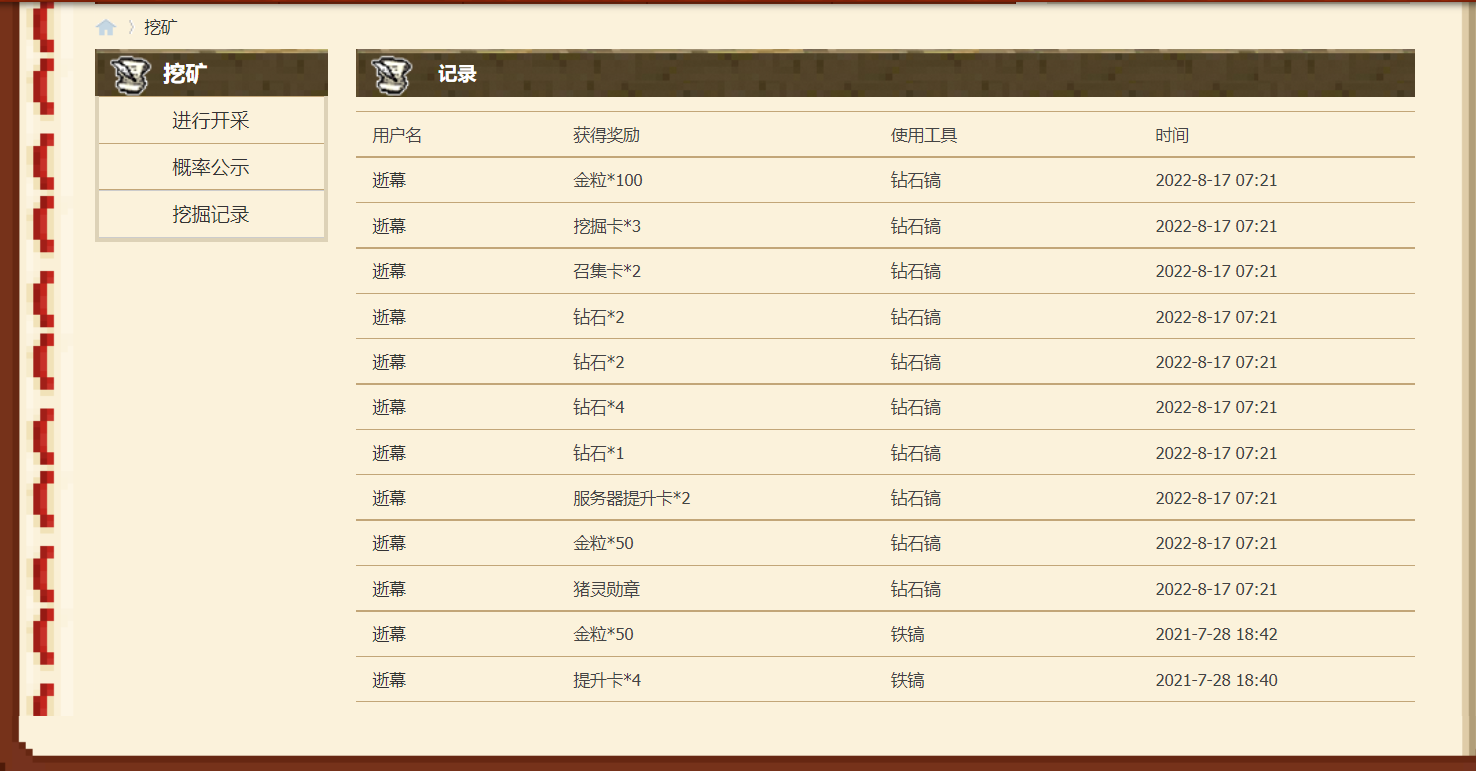 〉挖矿
挖矿
进行开采
概率公示
挖掘记录
记录
用户名 获得奖励 使用工具 时间
逝幕 金粒*100 钻石镐 2022-8-17 07:21
逝幕 挖掘卡*3 钻石镐 2022-8-17 07:21
逝幕 召集卡*2 钻石镐 2022-8-17 07:21
逝幕 钻石*2 钻石镐 2022-8-17 07:21
逝幕 钻石*2 钻石镐 2022-8-17 07:21
逝幕 钻石*4 钻石镐 2022-8-17 07:21
逝幕 钻石*1 钻石镐 2022-8-17 07:21
逝幕 服务器提升卡*2 钻石镐 2022-8-17 07:21
逝幕 金粒*50 钻石镐 2022-8-17 07:21
逝幕 猪灵勋章 钻石镐 2022-8-17 07:21
逝幕 金粒*50 铁镐 2021-7-28 18:42
逝幕 提升卡*4 铁镐 2021-7-28 18:40